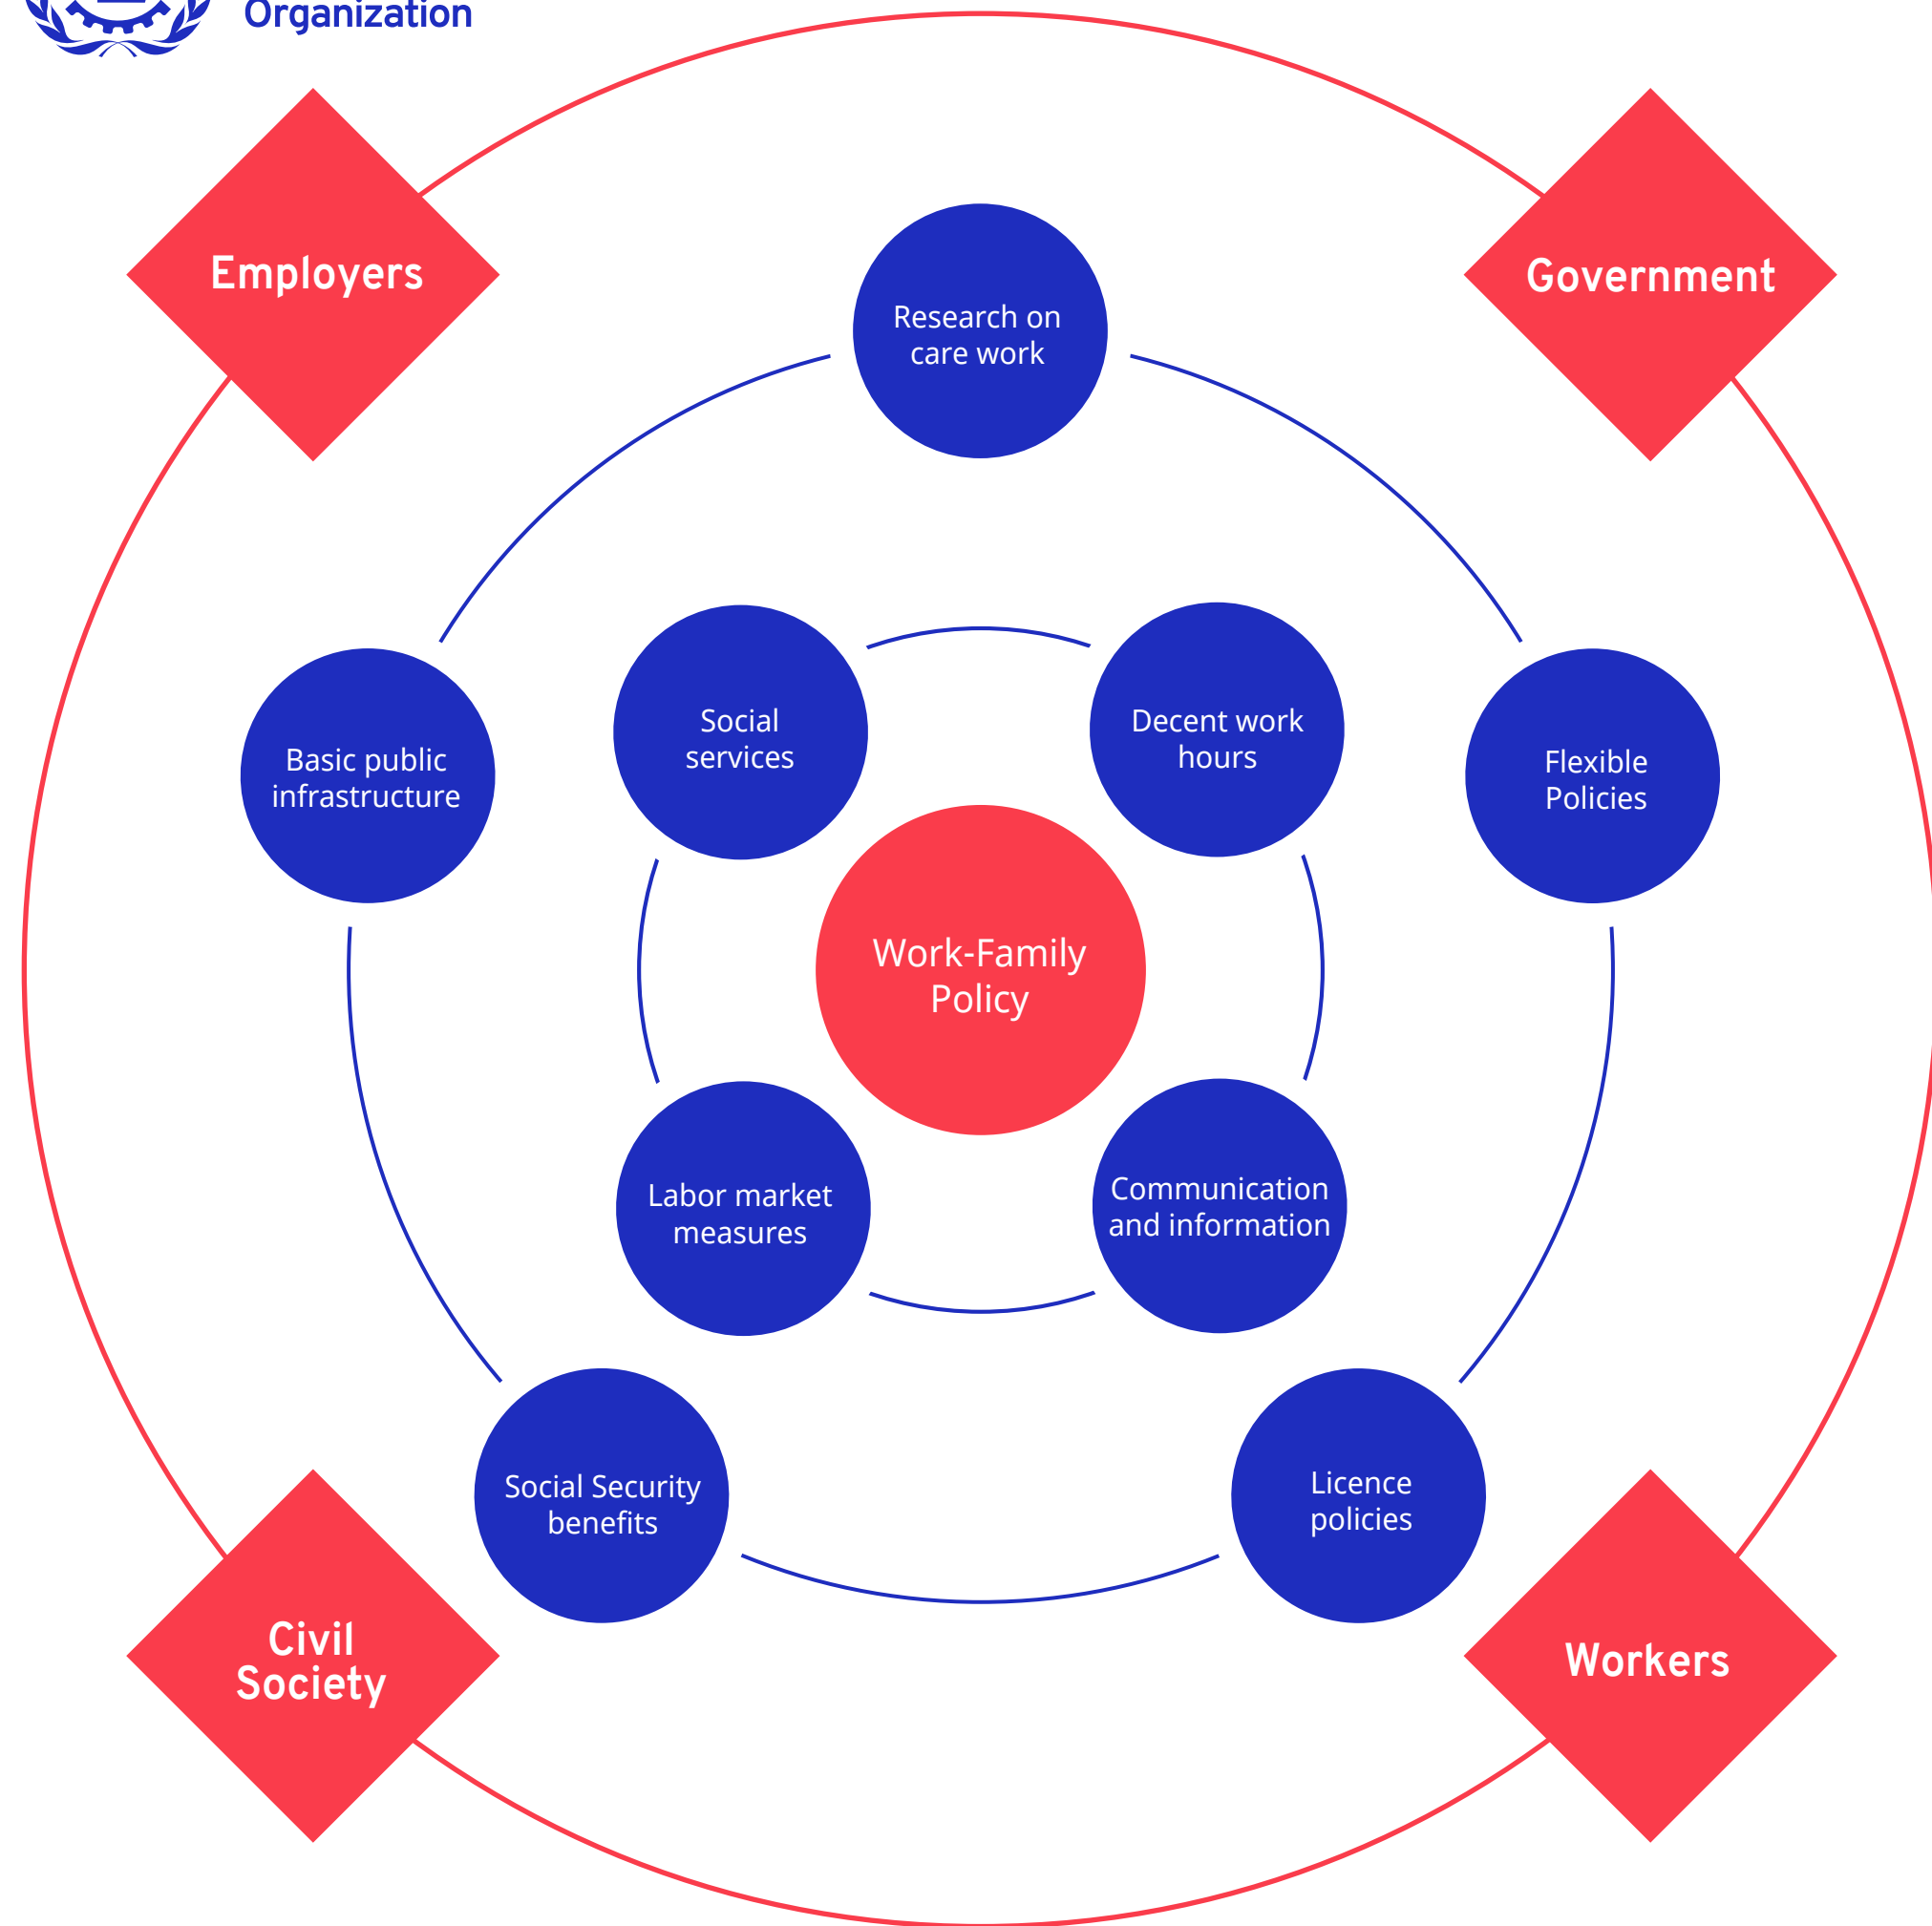 Organization
Employers
Government
Research on
care work
Social
services
Decent work
hours
Basic public
infrastructure
Flexible
Policies
Work-Family
Policy
Labor market
measures
Communication
and information
Social Security
benefits
Licence
policies
Civil
Society
Workers